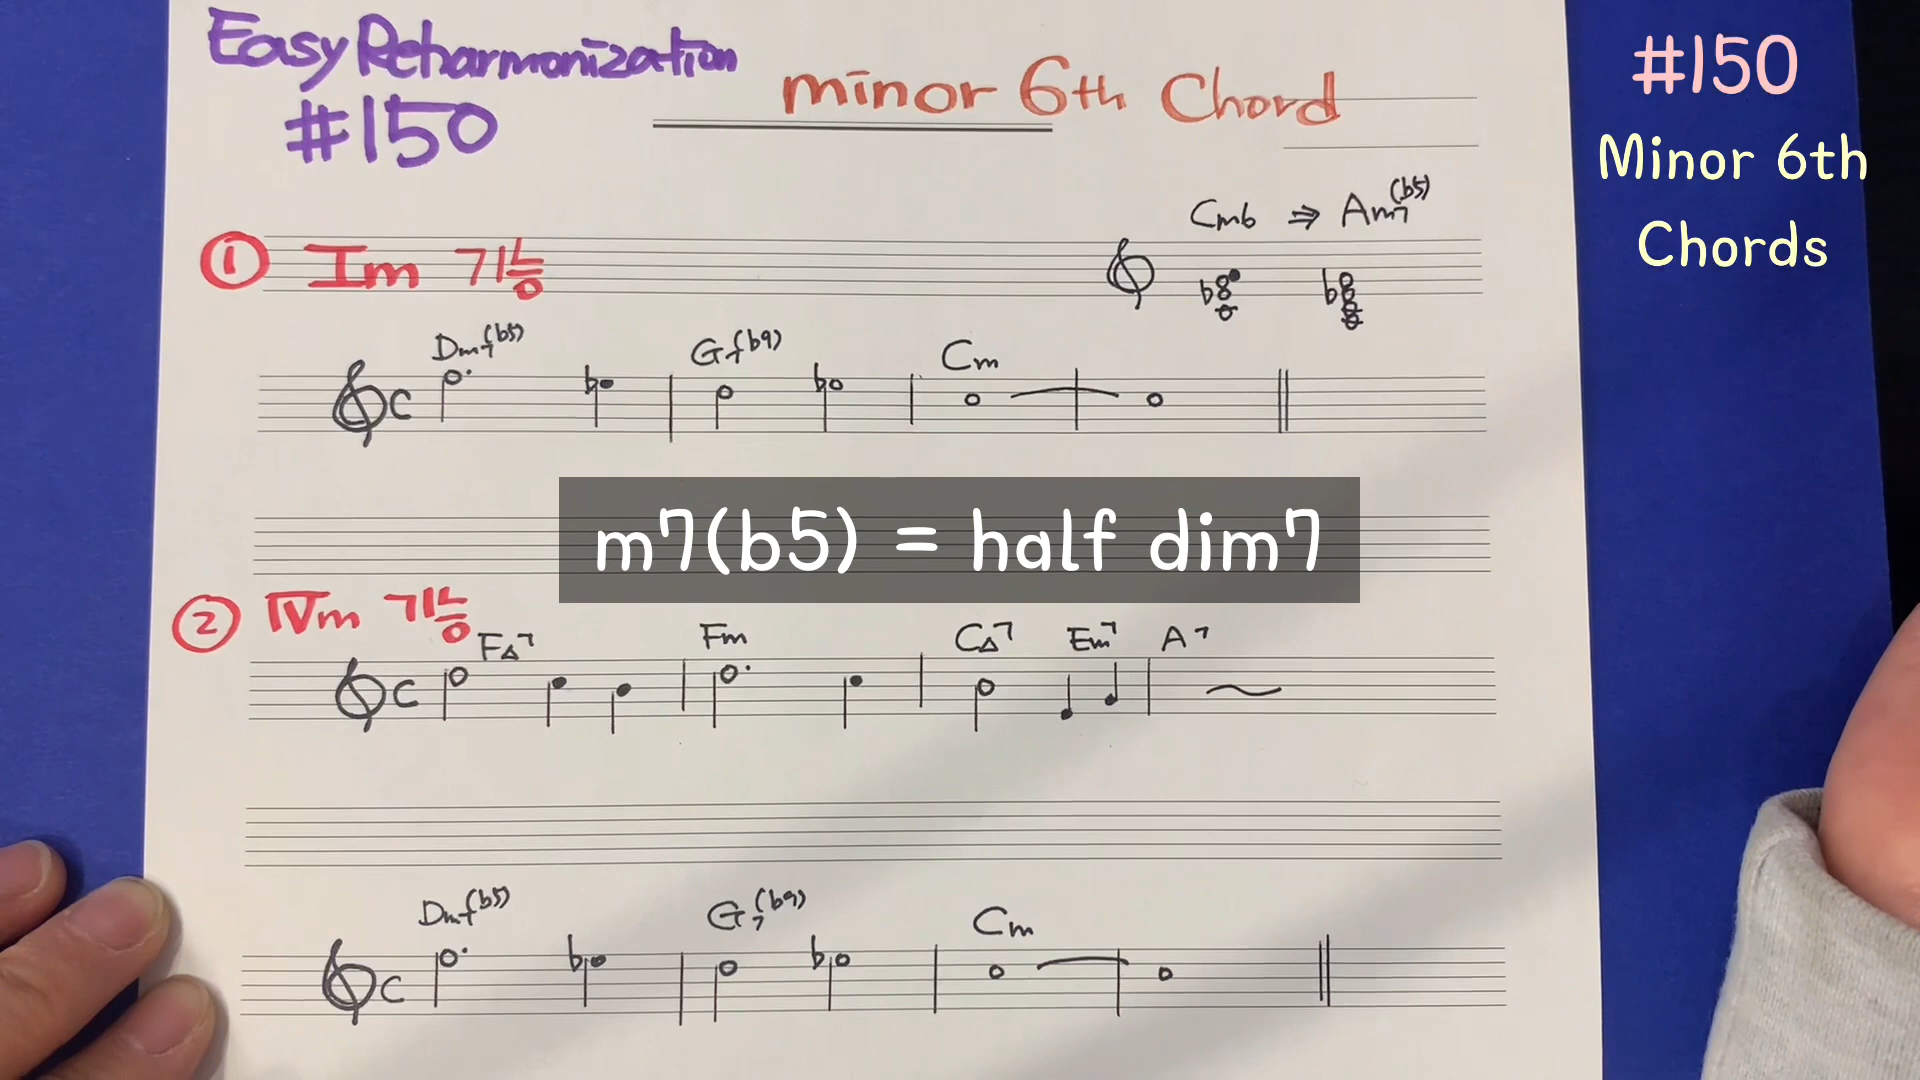 Easy Reharmonization
#150
minor 6th Chord
#150
Minor 6th
Chords
Cm6 ⇒ Am7(b5)
① Im 기능
Dm7(b5) G7(b9) Cm
m7(b5) = half dim7
② IVm 기능
F△7 Fm C△7 Em7 A7
Dm7(b5) G7(b9) Cm